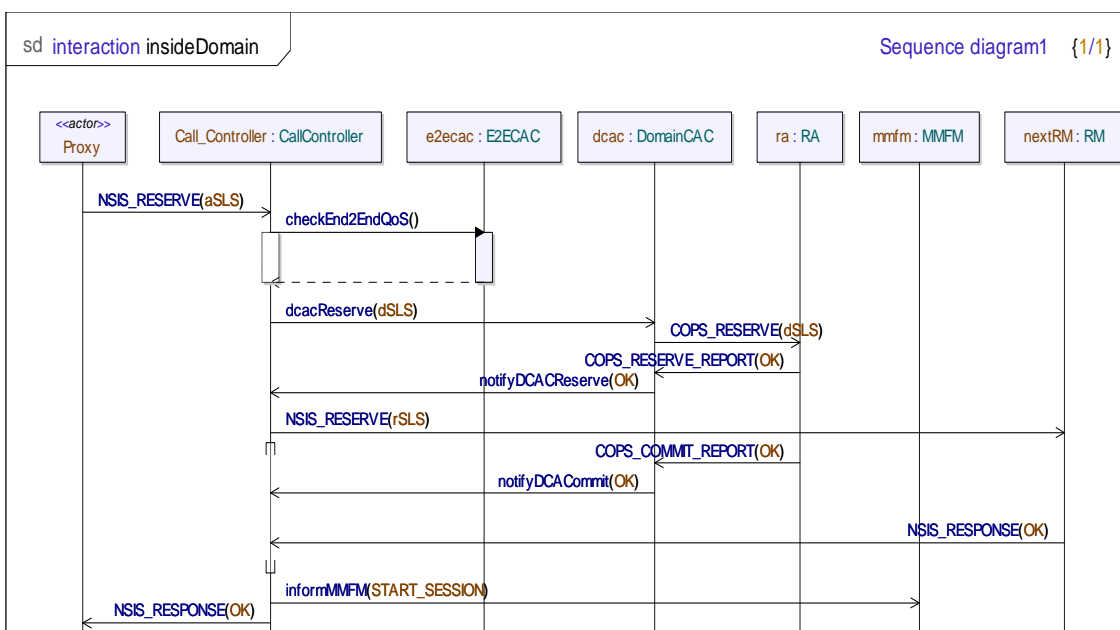 sd interaction insideDomain
Sequence diagram1 {1/1}
<<actor>>
Proxy
Call_Controller : CallController
e2ecac : E2ECAC
dcac : DomainCAC
ra : RA
mmfm : MMFM
nextRM : RM
NSIS_RESERVE(aSLS)
checkEnd2EndQoS()
dcacReserve(dSLS)
COPS_RESERVE(dSLS)
COPS_RESERVE_REPORT(OK)
notifyDCACReserve(OK)
NSIS_RESERVE(rSLS)
COPS_COMMIT_REPORT(OK)
notifyDCACommit(OK)
NSIS_RESPONSE(OK)
informMMFM(START_SESSION)
NSIS_RESPONSE(OK)